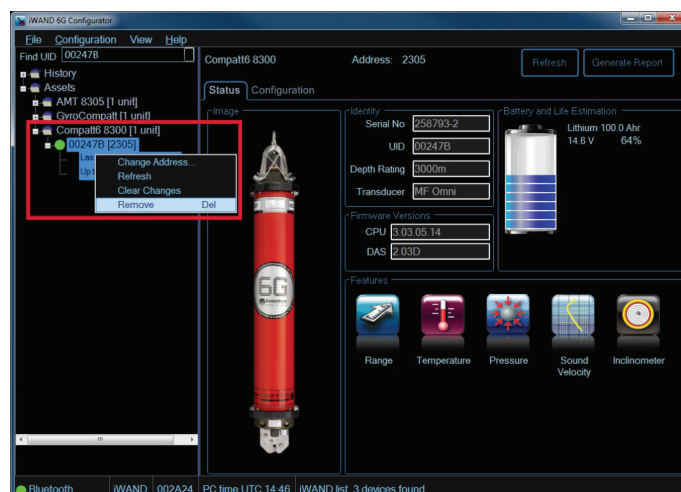 iWAND 6G Configurator
File Configuration View Help
Find UID 00247B
History
Assets
AMT 8305 [1 unit]
GyroCompatt [1 unit]
Compatt6 8300 [1 unit]
00247B [2305]
Las
Up t
Change Address...
Refresh
Clear Changes
Remove Del
Compatt6 8300 Address: 2305 Refresh Generate Report
Status Configuration
Image
6G
Identity
Serial No 258793-2
UID 00247B
Depth Rating 3000m
Transducer MF Omni
Firmware Versions
CPU 3.03.05.14
DAS 2.03D
Battery and Life Estimation
Lithium 100.0 Ahr
14.6 V 64%
Features
Range Temperature Pressure Sound Velocity Inclinometer
Bluetooth iWAND 002A24 PC time UTC 14:46 iWAND list. 3 devices found